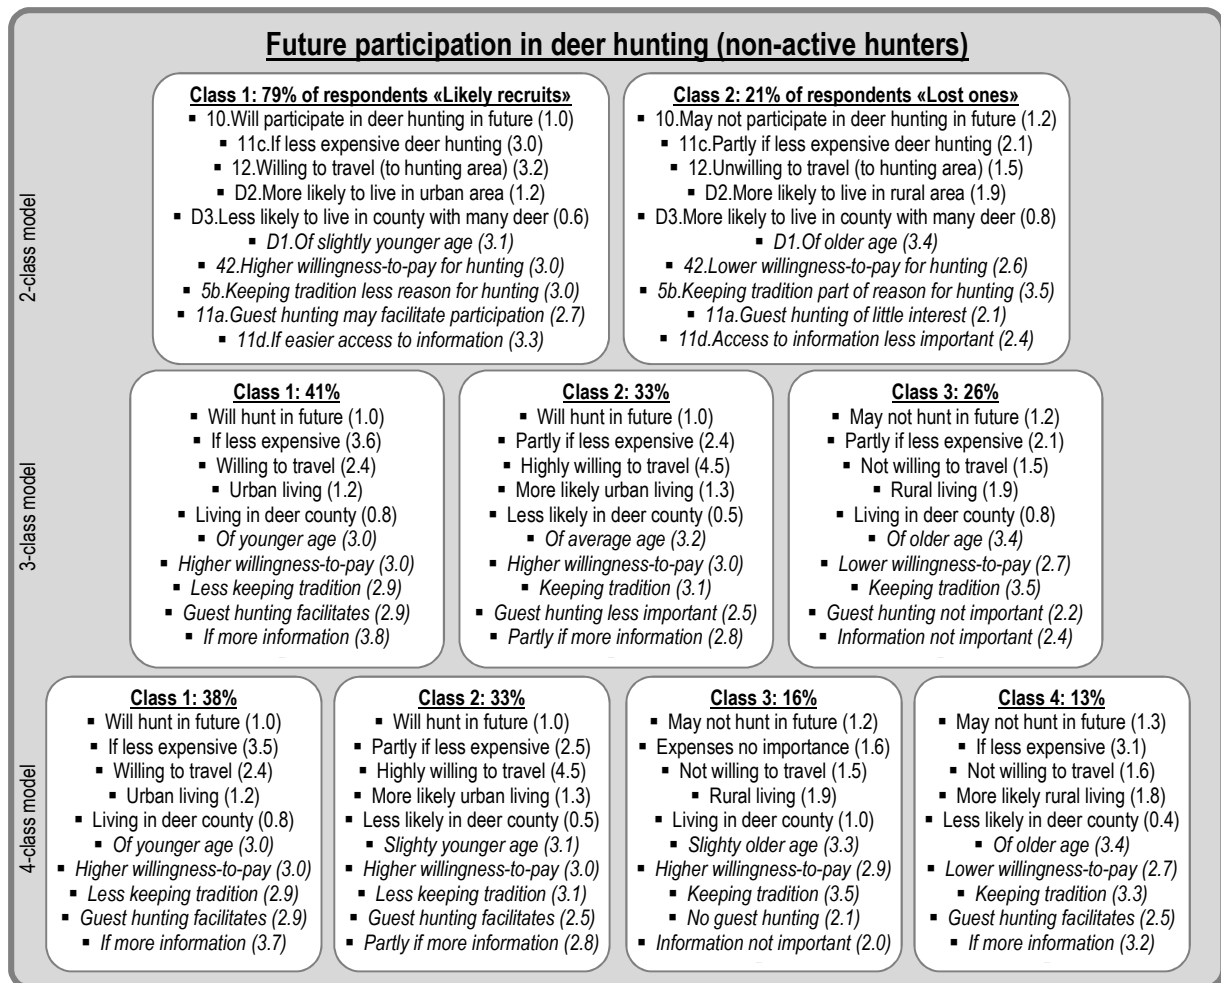 Future participation in deer hunting (non-active hunters)
2-class model
Class 1: 79% of respondents «Likely recruits»
▪ 10.Will participate in deer hunting in future (1.0)
▪ 11c.If less expensive deer hunting (3.0)
▪ 12.Willing to travel (to hunting area) (3.2)
▪ D2.More likely to live in urban area (1.2)
▪ D3.Less likely to live in county with many deer (0.6)
▪ D1.Of slightly younger age (3.1)
▪ 42.Higher willingness-to-pay for hunting (3.0)
▪ 5b.Keeping tradition less reason for hunting (3.0)
▪ 11a.Guest hunting may facilitate participation (2.7)
▪ 11d.If easier access to information (3.3)
Class 2: 21% of respondents «Lost ones»
▪ 10.May not participate in deer hunting in future (1.2)
▪ 11c.Partly if less expensive deer hunting (2.1)
▪ 12.Unwilling to travel (to hunting area) (1.5)
▪ D2.More likely to live in rural area (1.9)
▪ D3.More likely to live in county with many deer (0.8)
▪ D1.Of older age (3.4)
▪ 42.Lower willingness-to-pay for hunting (2.6)
▪ 5b.Keeping tradition part of reason for hunting (3.5)
▪ 11a.Guest hunting of little interest (2.1)
▪ 11d.Access to information less important (2.4)
3-class model
Class 1: 41%
▪ Will hunt in future (1.0)
▪ If less expensive (3.6)
▪ Willing to travel (2.4)
▪ Urban living (1.2)
▪ Living in deer county (0.8)
▪ Of younger age (3.0)
▪ Higher willingness-to-pay (3.0)
▪ Less keeping tradition (2.9)
▪ Guest hunting facilitates (2.9)
▪ If more information (3.8)
Class 2: 33%
▪ Will hunt in future (1.0)
▪ Partly if less expensive (2.4)
▪ Highly willing to travel (4.5)
▪ More likely urban living (1.3)
▪ Less likely in deer county (0.5)
▪ Of average age (3.2)
▪ Higher willingness-to-pay (3.0)
▪ Keeping tradition (3.1)
▪ Guest hunting less important (2.5)
▪ Partly if more information (2.8)
Class 3: 26%
▪ May not hunt in future (1.2)
▪ Partly if less expensive (2.1)
▪ Not willing to travel (1.5)
▪ Rural living (1.9)
▪ Living in deer county (0.8)
▪ Of older age (3.4)
▪ Lower willingness-to-pay (2.7)
▪ Keeping tradition (3.5)
▪ Guest hunting not important (2.2)
▪ Information not important (2.4)
4-class model
Class 1: 38%
▪ Will hunt in future (1.0)
▪ If less expensive (3.5)
▪ Willing to travel (2.4)
▪ Urban living (1.2)
▪ Living in deer county (0.8)
▪ Of younger age (3.0)
▪ Higher willingness-to-pay (3.0)
▪ Less keeping tradition (2.9)
▪ Guest hunting facilitates (2.9)
▪ If more information (3.7)
Class 2: 33%
▪ Will hunt in future (1.0)
▪ Partly if less expensive (2.5)
▪ Highly willing to travel (4.5)
▪ More likely urban living (1.3)
▪ Less likely in deer county (0.5)
▪ Slighty younger age (3.1)
▪ Higher willingness-to-pay (3.0)
▪ Less keeping tradition (3.1)
▪ Guest hunting facilitates (2.5)
▪ Partly if more information (2.8)
Class 3: 16%
▪ May not hunt in future (1.2)
▪ Expenses no importance (1.6)
▪ Not willing to travel (1.5)
▪ Rural living (1.9)
▪ Living in deer county (1.0)
▪ Slighty older age (3.3)
▪ Higher willingness-to-pay (2.9)
▪ Keeping tradition (3.5)
▪ No guest hunting (2.1)
▪ Information not important (2.0)
Class 4: 13%
▪ May not hunt in future (1.3)
▪ If less expensive (3.1)
▪ Not willing to travel (1.6)
▪ More likely rural living (1.8)
▪ Less likely in deer county (0.4)
▪ Of older age (3.4)
▪ Lower willingness-to-pay (2.7)
▪ Keeping tradition (3.3)
▪ Guest hunting facilitates (2.5)
▪ If more information (3.2)